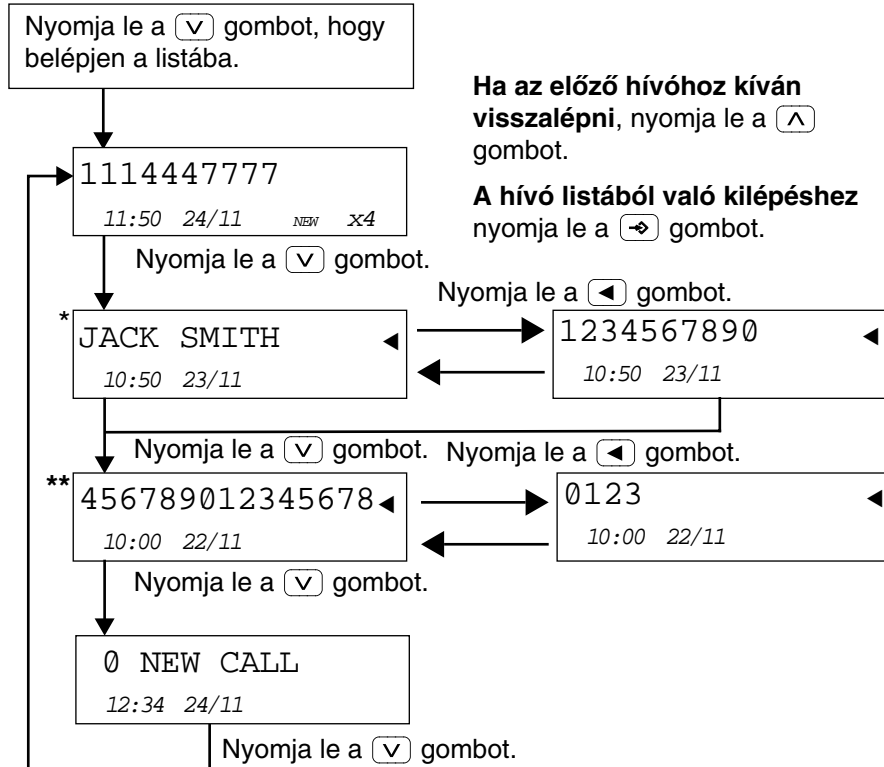 Nyomja le a gombot, hogy
belépjen a listába.
Ha az előző hívóhoz kíván
visszalépni, nyomja le a
gombot.
A hívó listából való kilépéshez
nyomja le a gombot.
1114447777
11:50 24/11 NEW x4
Nyomja le a gombot.
Nyomja le a gombot.
* JACK SMITH
10:50 23/11
1234567890
10:50 23/11
Nyomja le a gombot.
Nyomja le a gombot.
** 456789012345678
10:00 22/11
0123
10:00 22/11
Nyomja le a gombot.
0 NEW CALL
12:34 24/11
Nyomja le a gombot.